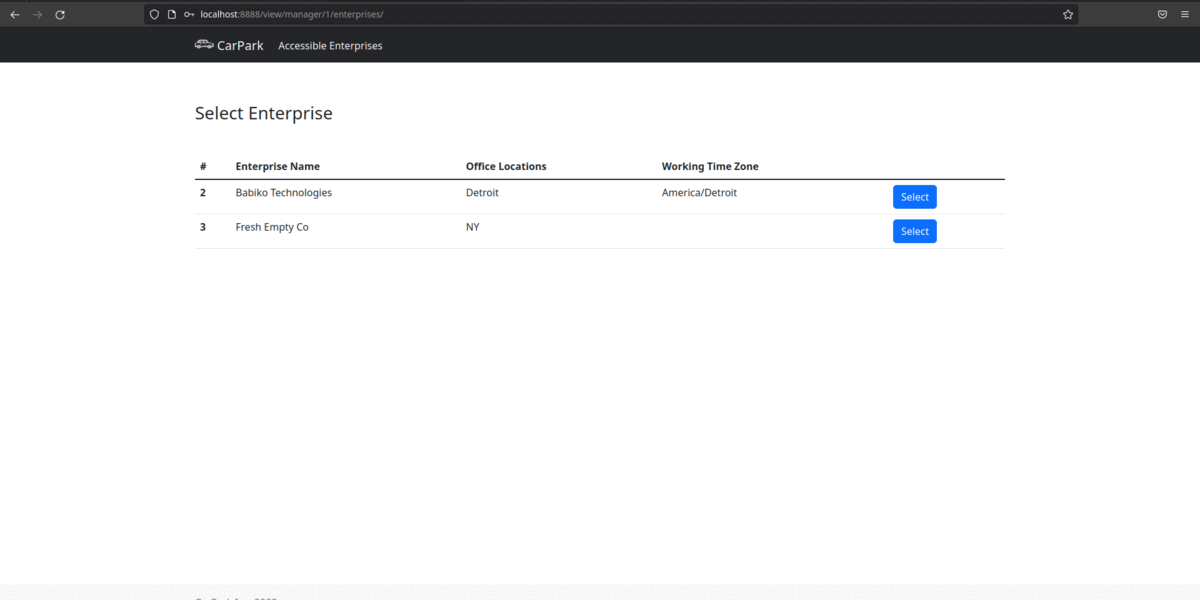 localhost:8888/view/manager/1/enterprises/
CarPark Accessible Enterprises
Select Enterprise
# Enterprise Name Office Locations Working Time Zone
2 Babiko Technologies Detroit America/Detroit Select
3 Fresh Empty Co NY Select